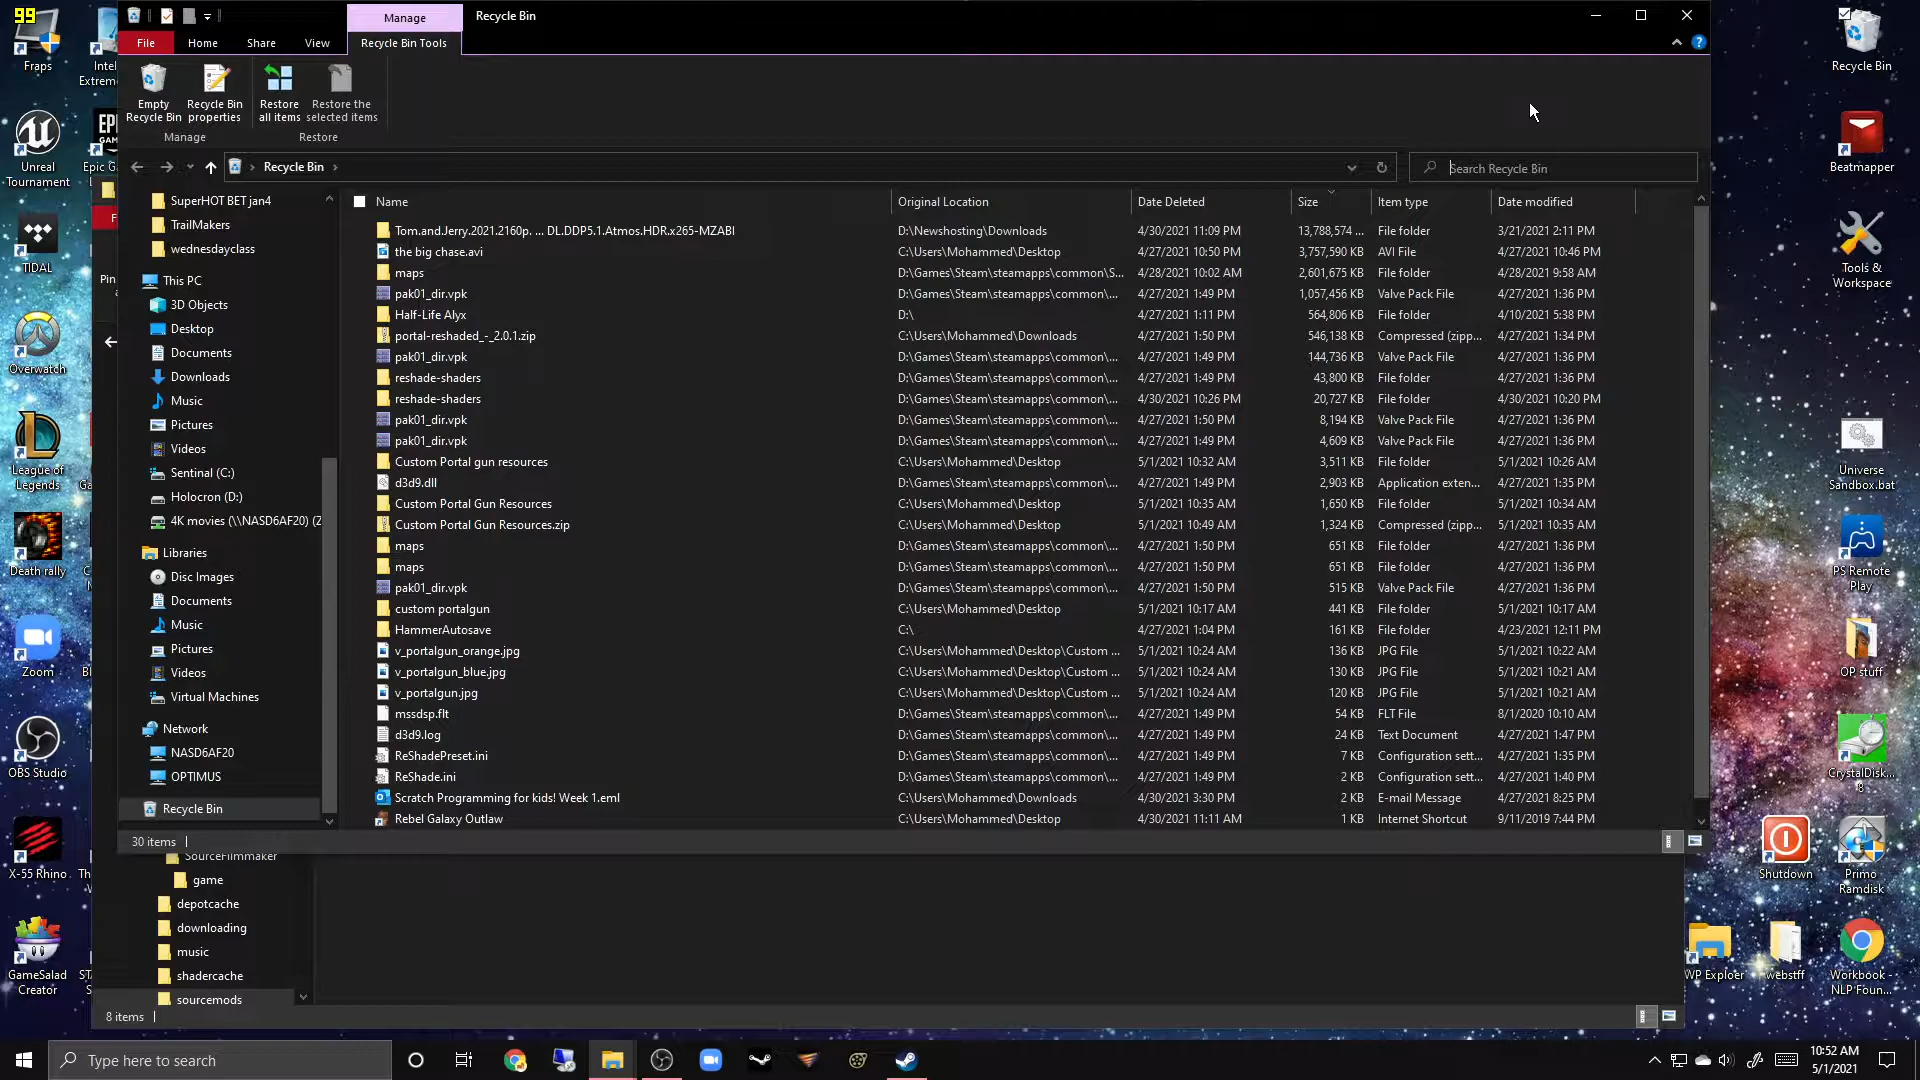 99
Manage
Recycle Bin
File
Home
Share
View
Recycle Bin Tools
Empty
Recycle Bin
Recycle Bin
properties
Restore
all items
Restore the
selected items
Manage
Restore
Recycle Bin
Search Recycle Bin
SuperHOT BET jan4
TrailMakers
wednesdayclass
This PC
3D Objects
Desktop
Documents
Downloads
Music
Pictures
Videos
Sentinal (C:)
Holocron (D:)
4K movies (\\NASD6AF20) (Z
Libraries
Disc Images
Documents
Music
Pictures
Videos
Virtual Machines
Network
NASD6AF20
OPTIMUS
Recycle Bin
Name Original Location Date Deleted Size Item type Date modified
Tom.and.Jerry.2021.2160p. ... DL.DDP5.1.Atmos.HDR.x265-MZABI D:\Newshosting\Downloads 4/30/2021 11:09 PM 13,788,574 ... File folder 3/21/2021 2:11 PM
the big chase.avi C:\Users\Mohammed\Desktop 4/27/2021 10:50 PM 3,757,590 KB AVI File 4/27/2021 10:46 PM
maps D:\Games\Steam\steamapps\common\S... 4/28/2021 10:02 AM 2,601,675 KB File folder 4/28/2021 9:58 AM
pak01_dir.vpk D:\Games\Steam\steamapps\common\... 4/27/2021 1:49 PM 1,057,456 KB Valve Pack File 4/27/2021 1:36 PM
Half-Life Alyx D:\ 4/27/2021 1:11 PM 564,806 KB File folder 4/10/2021 5:38 PM
portal-reshaded_-_2.0.1.zip C:\Users\Mohammed\Downloads 4/27/2021 1:50 PM 546,138 KB Compressed (zipp... 4/27/2021 1:34 PM
pak01_dir.vpk D:\Games\Steam\steamapps\common\... 4/27/2021 1:49 PM 144,736 KB Valve Pack File 4/27/2021 1:36 PM
reshade-shaders D:\Games\Steam\steamapps\common\... 4/27/2021 1:49 PM 43,800 KB File folder 4/27/2021 1:36 PM
reshade-shaders D:\Games\Steam\steamapps\common\... 4/30/2021 10:26 PM 20,727 KB File folder 4/30/2021 10:20 PM
pak01_dir.vpk D:\Games\Steam\steamapps\common\... 4/27/2021 1:50 PM 8,194 KB Valve Pack File 4/27/2021 1:36 PM
pak01_dir.vpk D:\Games\Steam\steamapps\common\... 4/27/2021 1:49 PM 4,609 KB Valve Pack File 4/27/2021 1:36 PM
Custom Portal gun resources C:\Users\Mohammed\Desktop 5/1/2021 10:32 AM 3,511 KB File folder 5/1/2021 10:26 AM
d3d9.dll D:\Games\Steam\steamapps\common\... 4/27/2021 1:49 PM 2,903 KB Application exten... 4/27/2021 1:35 PM
Custom Portal Gun Resources C:\Users\Mohammed\Desktop 5/1/2021 10:35 AM 1,650 KB File folder 5/1/2021 10:34 AM
Custom Portal Gun Resources.zip C:\Users\Mohammed\Desktop 5/1/2021 10:49 AM 1,324 KB Compressed (zipp... 5/1/2021 10:35 AM
maps D:\Games\Steam\steamapps\common\... 4/27/2021 1:50 PM 651 KB File folder 4/27/2021 1:36 PM
maps D:\Games\Steam\steamapps\common\... 4/27/2021 1:50 PM 651 KB File folder 4/27/2021 1:36 PM
pak01_dir.vpk D:\Games\Steam\steamapps\common\... 4/27/2021 1:50 PM 515 KB Valve Pack File 4/27/2021 1:36 PM
custom portalgun C:\Users\Mohammed\Desktop 5/1/2021 10:17 AM 441 KB File folder 5/1/2021 10:17 AM
HammerAutosave C:\ 4/27/2021 1:04 PM 161 KB File folder 4/23/2021 12:11 PM
v_portalgun_orange.jpg C:\Users\Mohammed\Desktop\Custom ... 5/1/2021 10:24 AM 136 KB JPG File 5/1/2021 10:22 AM
v_portalgun_blue.jpg C:\Users\Mohammed\Desktop\Custom ... 5/1/2021 10:24 AM 130 KB JPG File 5/1/2021 10:21 AM
v_portalgun.jpg C:\Users\Mohammed\Desktop\Custom ... 5/1/2021 10:24 AM 120 KB JPG File 5/1/2021 10:21 AM
mssdsp.flt D:\Games\Steam\steamapps\common\... 4/27/2021 1:49 PM 54 KB FLT File 8/1/2020 10:10 AM
d3d9.log D:\Games\Steam\steamapps\common\... 4/27/2021 1:49 PM 24 KB Text Document 4/27/2021 1:47 PM
ReShadePreset.ini D:\Games\Steam\steamapps\common\... 4/27/2021 1:49 PM 7 KB Configuration sett... 4/27/2021 1:35 PM
ReShade.ini D:\Games\Steam\steamapps\common\... 4/27/2021 1:49 PM 2 KB Configuration sett... 4/27/2021 1:40 PM
Scratch Programming for kids! Week 1.eml C:\Users\Mohammed\Downloads 4/30/2021 3:30 PM 2 KB E-mail Message 4/27/2021 8:25 PM
Rebel Galaxy Outlaw C:\Users\Mohammed\Desktop 4/30/2021 11:11 AM 1 KB Internet Shortcut 9/11/2019 7:44 PM
30 items
SourceFilmmaker
game
depotcache
downloading
music
shadercache
sourcemods
8 items
Fraps
Intel
Extrem
Unreal
Tournament
EPI
GAM
Epic Ga
F
TIDAL
Pin
a
Overwatch
League of
Legends
Ga
Death rally
C
Zoom
Bl
OBS Studio
X-55 Rhino
Th
GameSalad
Creator
STA
Recycle Bin
Beatmapper
Tools &
Workspace
Universe
Sandbox.bat
PS Remote
Play
OP stuff
CrystalDisk...
8
Shutdown
Primo
Ramdisk
WP Exploer
webstff
Workbook -
NLP Foun...
Type here to search
10:52 AM
5/1/2021